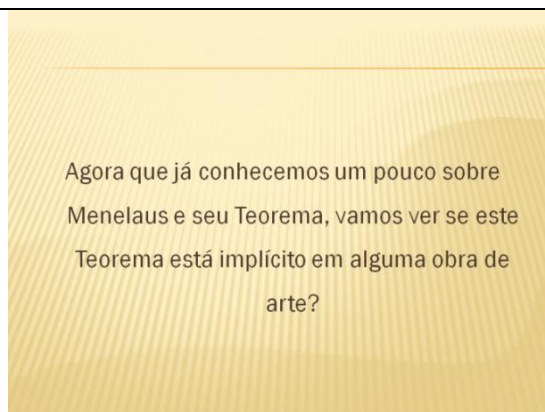 Agora que já conhecemos um pouco sobre
Menelaus e seu Teorema, vamos ver se este
Teorema está implícito em alguma obra de
arte?